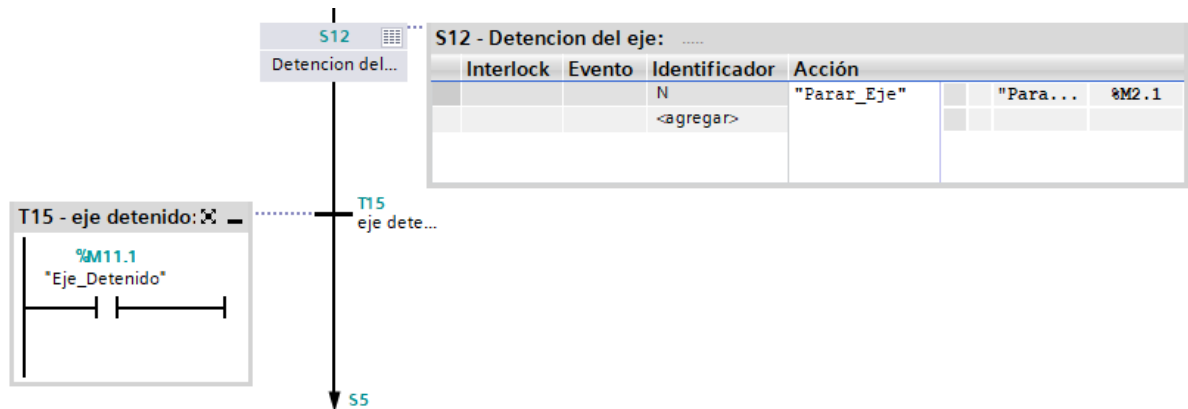 S12
Detencion del...
S12 - Detencion del eje: .....
Interlock Evento Identificador Acción
N "Parar_Eje" "Para... %M2.1
<agregar>
T15 - eje detenido:
%M11.1
"Eje_Detenido"
T15
eje dete...
S5